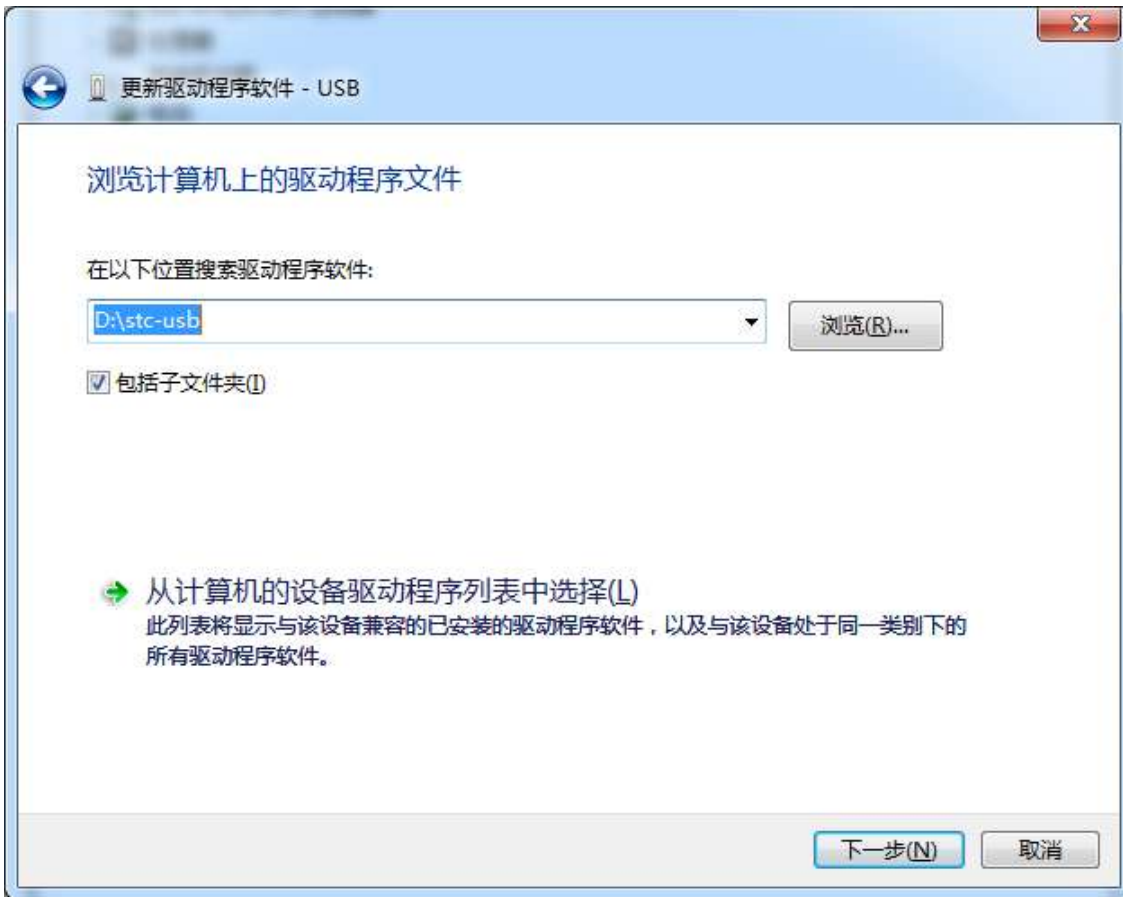 更新驱动程序软件 - USB
浏览计算机上的驱动程序文件
在以下位置搜索驱动程序软件:
D:\stc-usb
浏览(R)...
包括子文件夹(I)
从计算机的设备驱动程序列表中选择(L)
此列表将显示与该设备兼容的已安装的驱动程序软件，以及与该设备处于同一类别下的
所有驱动程序软件。
下一步(N)
取消